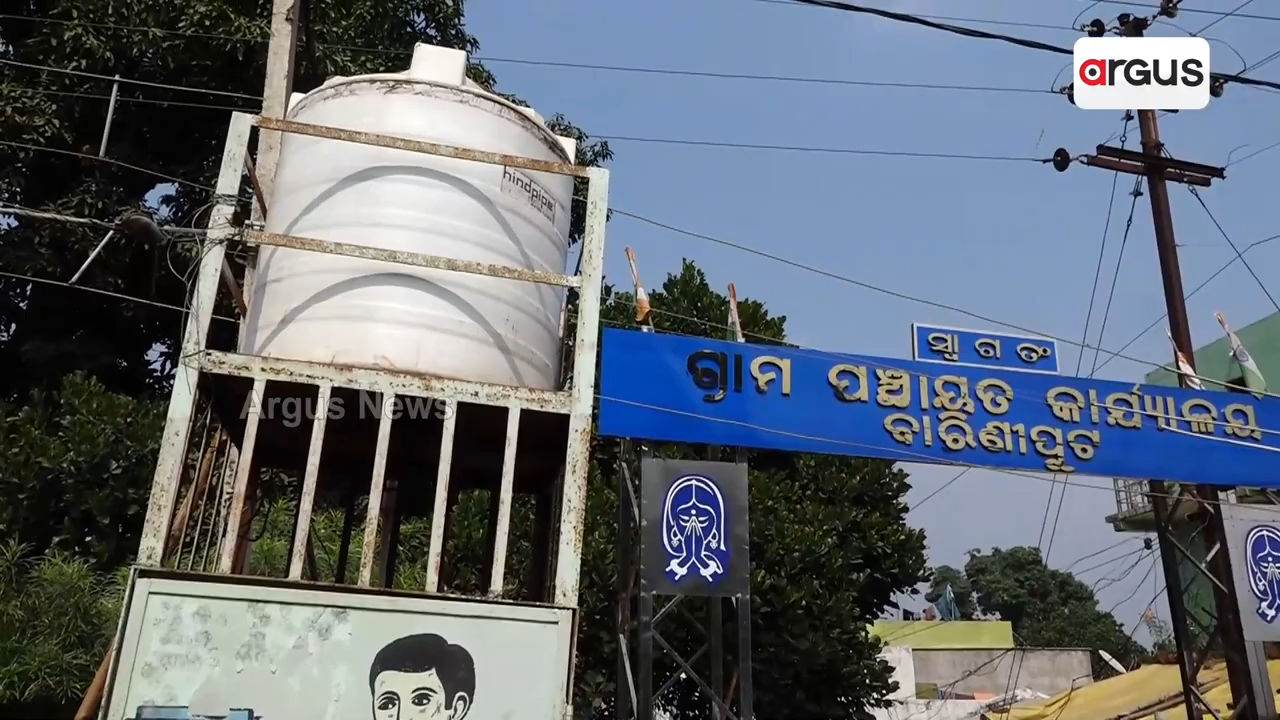 argus
hindpipe
ସ୍ୱାଗତଂ
ଗ୍ରାମ ପଞ୍ଚାୟତ କାର୍ଯ୍ୟାଳୟ
ବାରିଣୀପୁଟ
Argus News